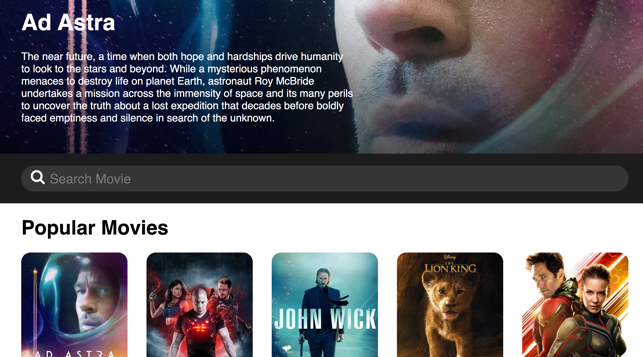 Ad Astra
The near future, a time when both hope and hardships drive humanity
to look to the stars and beyond. While a mysterious phenomenon
menaces to destroy life on planet Earth, astronaut Roy McBride
undertakes a mission across the immensity of space and its many perils
to uncover the truth about a lost expedition that decades before boldly
faced emptiness and silence in search of the unknown.
Search Movie
Popular Movies
AD ASTRA
JOHN WICK
Disney
THE
LION KING